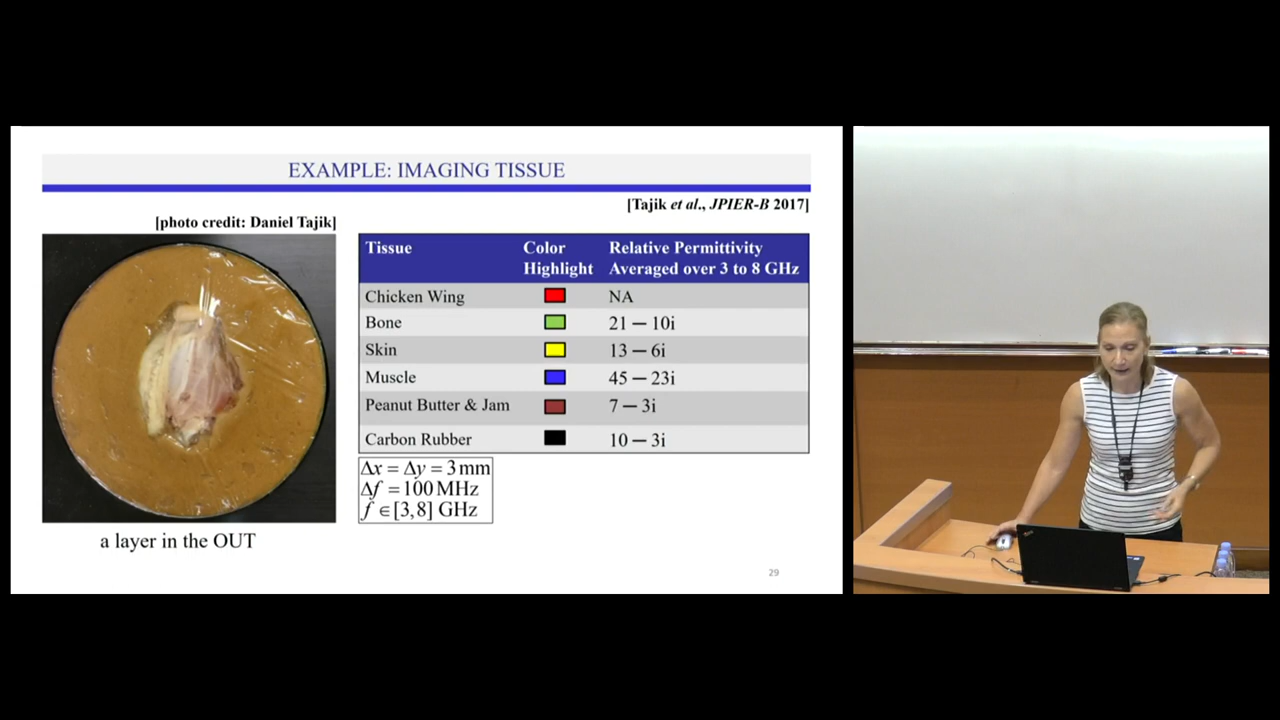 EXAMPLE: IMAGING TISSUE
[Tajik et al., JPIER-B 2017]
[photo credit: Daniel Tajik]
Tissue Color Highlight Relative Permittivity Averaged over 3 to 8 GHz
Chicken Wing NA
Bone 21 – 10i
Skin 13 – 6i
Muscle 45 – 23i
Peanut Butter & Jam 7 – 3i
Carbon Rubber 10 – 3i
Δx = Δy = 3 mm
Δf = 100 MHz
f ∈ [3,8] GHz
a layer in the OUT
29